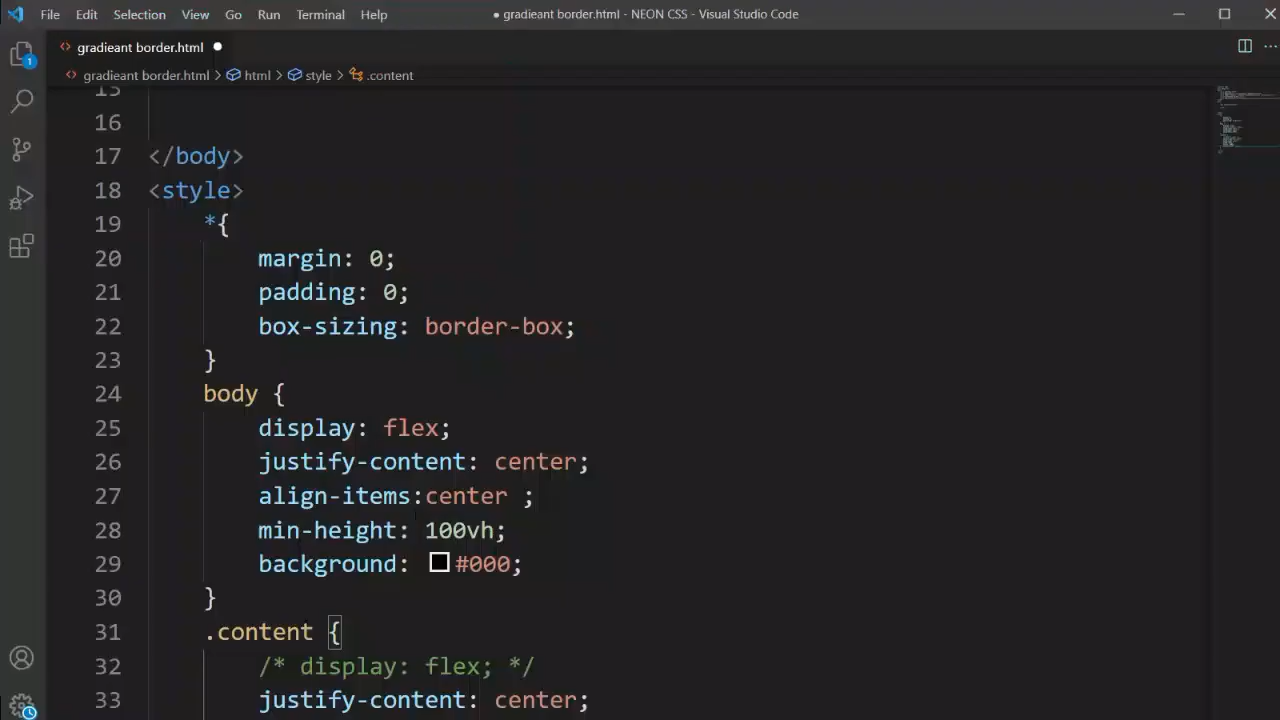 File Edit Selection View Go Run Terminal Help ● gradieant border.html - NEON CSS - Visual Studio Code
gradieant border.html
gradieant border.html > html > style > .content
15
16
17 </body>
18 <style>
19 *{
20 margin: 0;
21 padding: 0;
22 box-sizing: border-box;
23 }
24 body {
25 display: flex;
26 justify-content: center;
27 align-items:center ;
28 min-height: 100vh;
29 background: #000;
30 }
31 .content {
32 /* display: flex; */
33 justify-content: center;
1